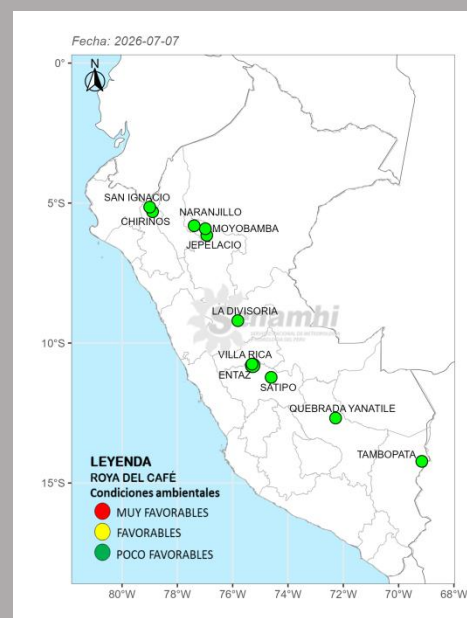 Fecha: 2026-07-07
N
0°
5°S
10°S
15°S
SAN IGNACIO
CHIRINOS
NARANJILLO
MOYOBAMBA
JEPELACIO
LA DIVISORIA
Senamhi
VILLA RICA
ENTAZ
SATIPO
QUEBRADA YANATILE
TAMBOPATA
LEYENDA
ROYA DEL CAFÉ
Condiciones ambientales
MUY FAVORABLES
FAVORABLES
POCO FAVORABLES
80°W 78°W 76°W 74°W 72°W 70°W 68°W